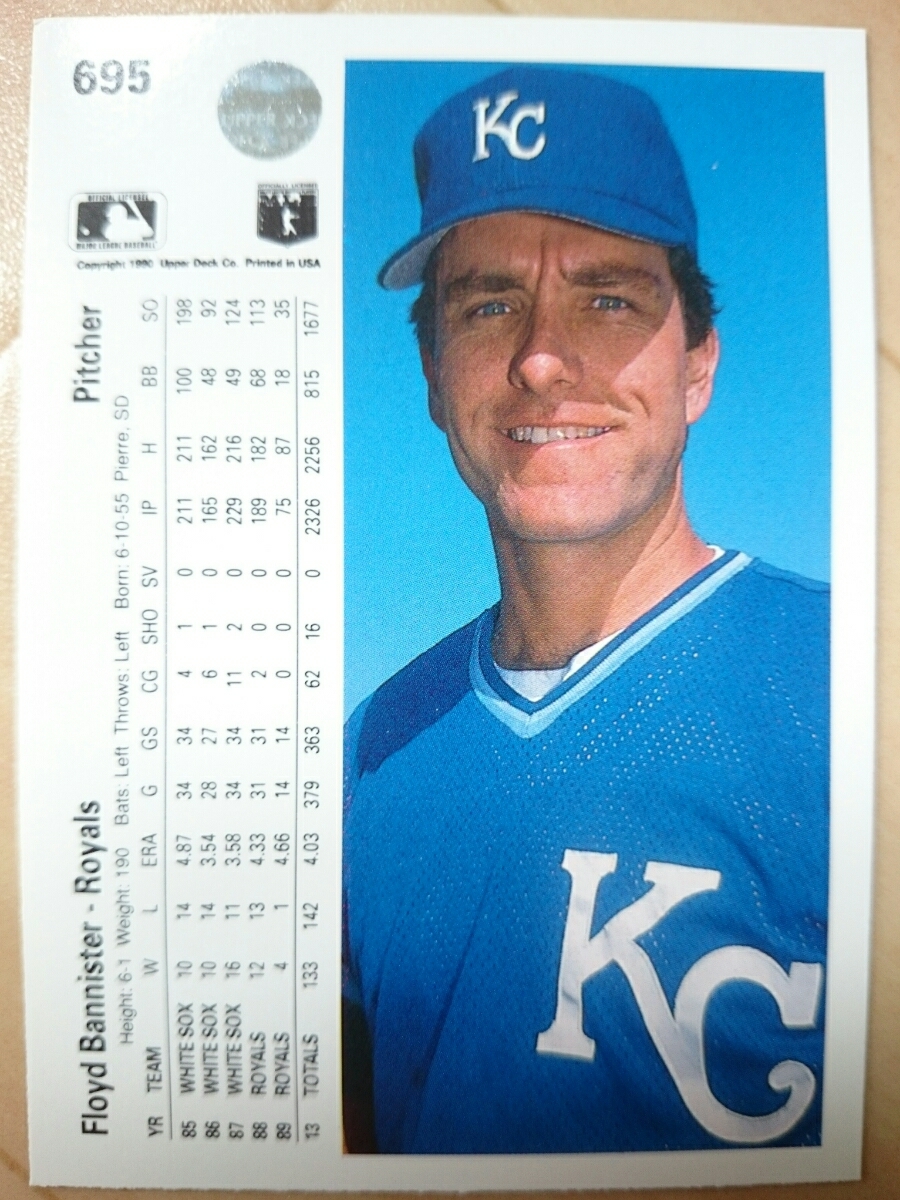 695
UPPER
OFFICIAL LICENSEE
MAJOR LEAGUE BASEBALL
Copyright 1990 Upper Deck Co. Printed in USA
Floyd Bannister - Royals Pitcher
Height: 6-1 Weight: 190 Bats: Left Throws: Left Born: 6-10-55 Pierre, SD
YR TEAM W L ERA G GS CG SHO SV IP H BB SO
85 WHITE SOX 10 14 4.87 34 34 4 1 0 211 211 100 198
86 WHITE SOX 10 14 3.54 28 27 6 1 0 165 162 48 92
87 WHITE SOX 16 11 3.58 34 34 11 2 0 229 216 49 124
88 ROYALS 12 13 4.33 31 31 2 0 0 189 182 68 113
89 ROYALS 4 1 4.66 14 14 0 0 0 75 87 18 35
13 TOTALS 133 142 4.03 379 363 62 16 0 2326 2256 815 1677
KC
KC